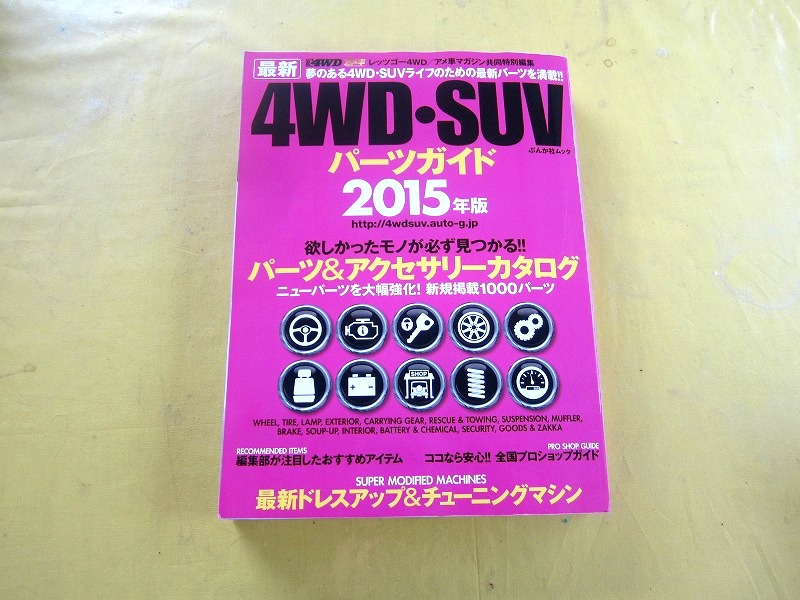 最新
4WD アメ車 レッツゴー4WD/アメ車マガジン共同特別編集
夢のある4WD・SUVライフのための最新パーツを満載!!
4WD・SUV
ぶんか社ムック
パーツガイド
2015年版
http://4wdsuv.auto-g.jp
欲しかったモノが必ず見つかる!!
パーツ&アクセサリーカタログ
ニューパーツを大幅強化! 新規掲載1000パーツ
SHOP
WHEEL, TIRE, LAMP, EXTERIOR, CARRYING GEAR, RESCUE & TOWING, SUSPENSION, MUFFLER,
BRAKE, SOUP-UP, INTERIOR, BATTERY & CHEMICAL, SECURITY, GOODS & ZAKKA
RECOMMENDED ITEMS
編集部が注目したおすすめアイテム
PRO SHOP GUIDE
ココなら安心!! 全国プロショップガイド
SUPER MODIFIED MACHINES
最新ドレスアップ&チューニングマシン